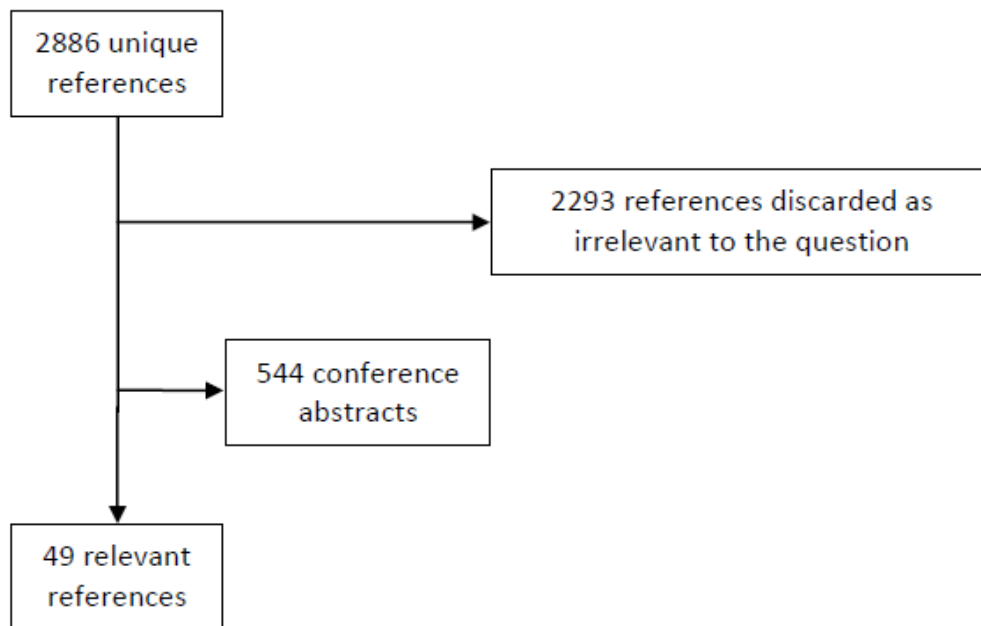 2886 unique
references
2293 references discarded as
irrelevant to the question
544 conference
abstracts
49 relevant
references